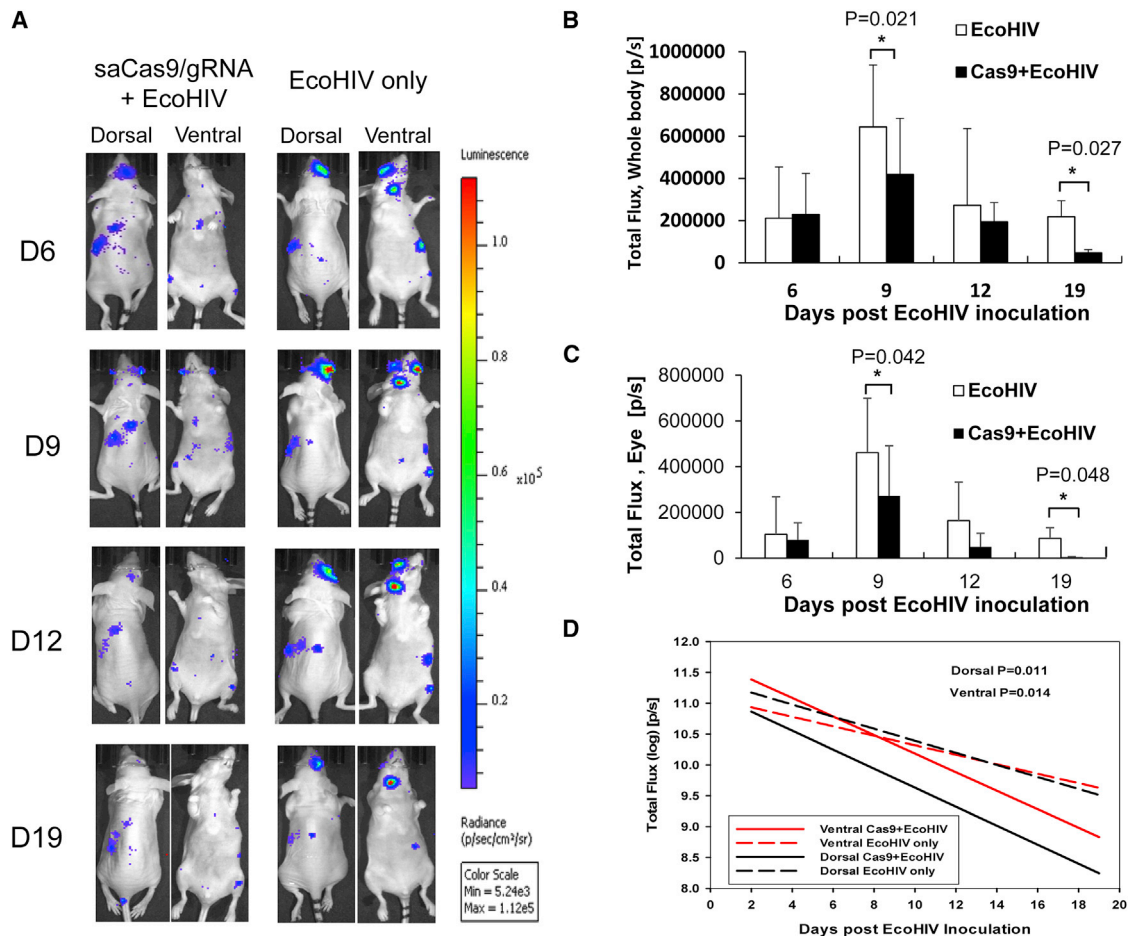 A
saCas9/gRNA
+ EcoHIV
EcoHIV only
Dorsal
Ventral
Dorsal
Ventral
D6
D9
D12
D19
Luminescence
1.0
0.8
0.6
x10⁵
0.4
0.2
Radiance
(p/sec/cm²/sr)
Color Scale
Min = 5.24e3
Max = 1.12e5
B
P=0.021
*
EcoHIV
Cas9+EcoHIV
P=0.027
*
Total Flux, Whole body [p/s]
1000000
800000
600000
400000
200000
0
6
9
12
19
Days post EcoHIV inoculation
C
P=0.042
*
EcoHIV
Cas9+EcoHIV
P=0.048
*
Total Flux , Eye [p/s]
800000
600000
400000
200000
0
6
9
12
19
Days post EcoHIV inoculation
D
Dorsal P=0.011
Ventral P=0.014
Total Flux (log) [p/s]
12.0
11.5
11.0
10.5
10.0
9.5
9.0
8.5
8.0
Ventral Cas9+EcoHIV
Ventral EcoHIV only
Dorsal Cas9+EcoHIV
Dorsal EcoHIV only
0 2 4 6 8 10 12 14 16 18 20
Days post EcoHIV Inoculation